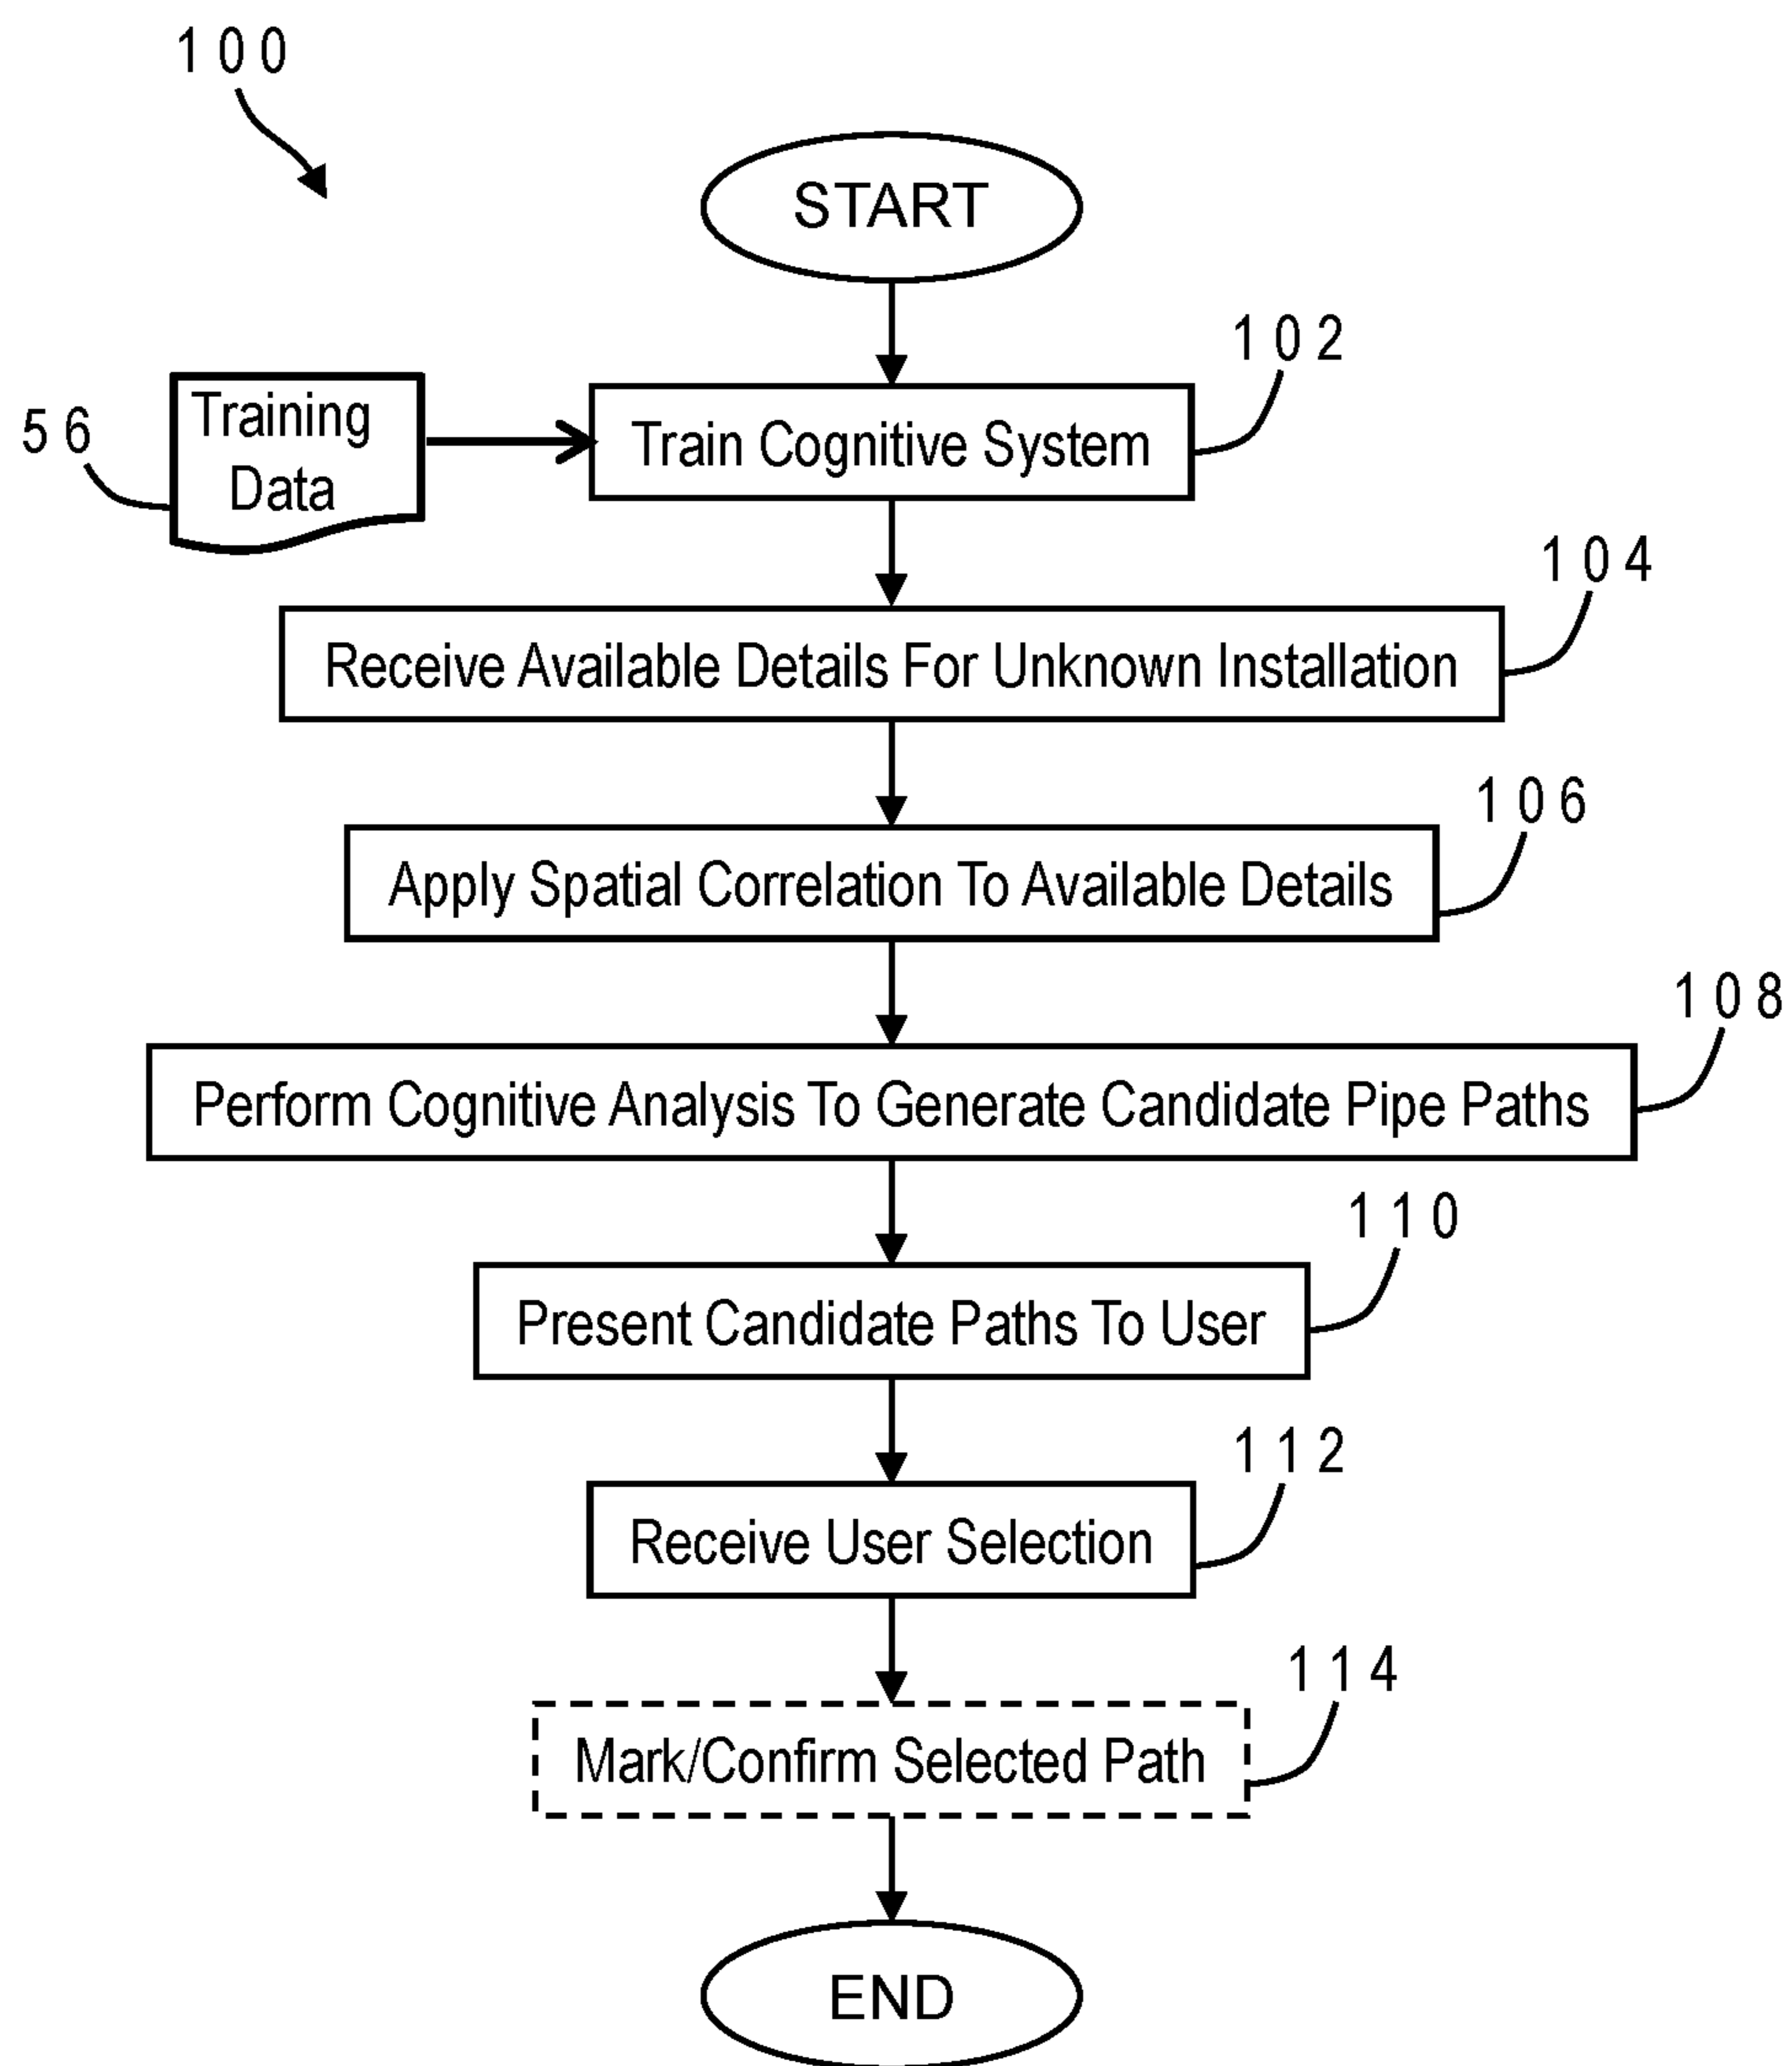 100
START
102
Training
Data
56
Train Cognitive System
104
Receive Available Details For Unknown Installation
106
Apply Spatial Correlation To Available Details
108
Perform Cognitive Analysis To Generate Candidate Pipe Paths
110
Present Candidate Paths To User
112
Receive User Selection
114
Mark/Confirm Selected Path
END